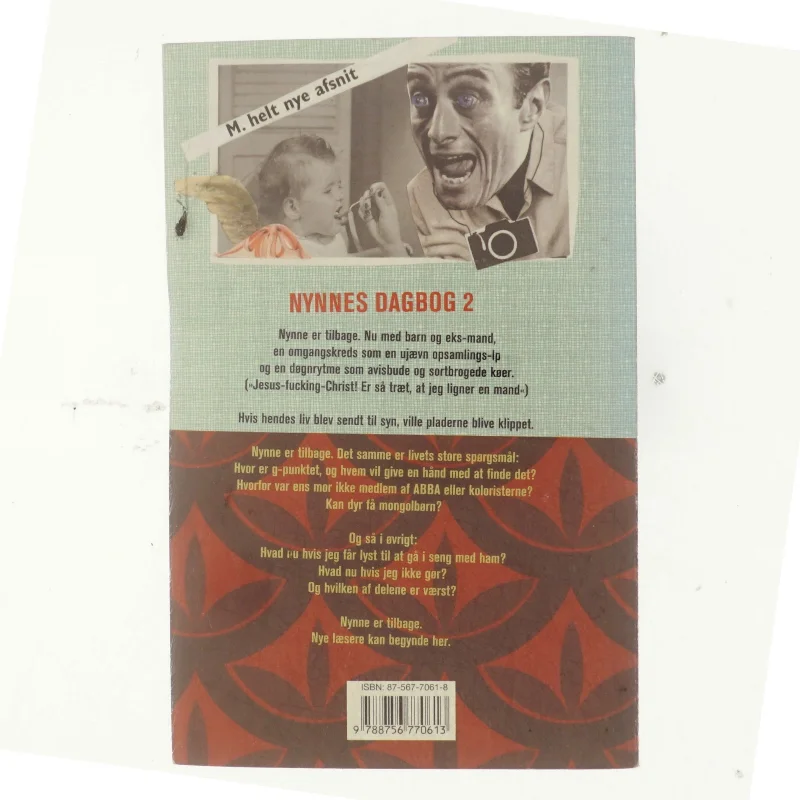 M. helt nye afsnit
NYNNES DAGBOG 2
Nynne er tilbage. Nu med barn og eks-mand,
en omgangskreds som en ujævn opsamlings-lp
og en døgnrytme som avisbude og sortbrogede køer.
(»Jesus-fucking-Christ! Er så træt, at jeg ligner en mand«)
Hvis hendes liv blev sendt til syn, ville pladerne blive klippet.
Nynne er tilbage. Det samme er livets store spørgsmål:
Hvor er g-punktet, og hvem vil give en hånd med at finde det?
Hvorfor var ens mor ikke medlem af ABBA eller koloristerne?
Kan dyr få mongolbørn?
Og så i øvrigt:
Hvad nu hvis jeg får lyst til at gå i seng med ham?
Hvad nu hvis jeg ikke gør?
Og hvilken af delene er værst?
Nynne er tilbage.
Nye læsere kan begynde her.
ISBN: 87-567-7061-8
9 788756 770613